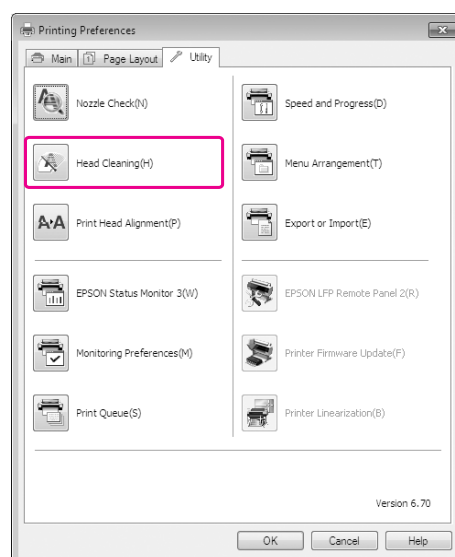 Printing Preferences
Main
Page Layout
Utility
Nozzle Check(N)
Speed and Progress(D)
Head Cleaning(H)
Menu Arrangement(T)
Print Head Alignment(P)
Export or Import(E)
EPSON Status Monitor 3(W)
EPSON LFP Remote Panel 2(R)
Monitoring Preferences(M)
Printer Firmware Update(F)
Print Queue(S)
Printer Linearization(B)
Version 6.70
OK
Cancel
Help